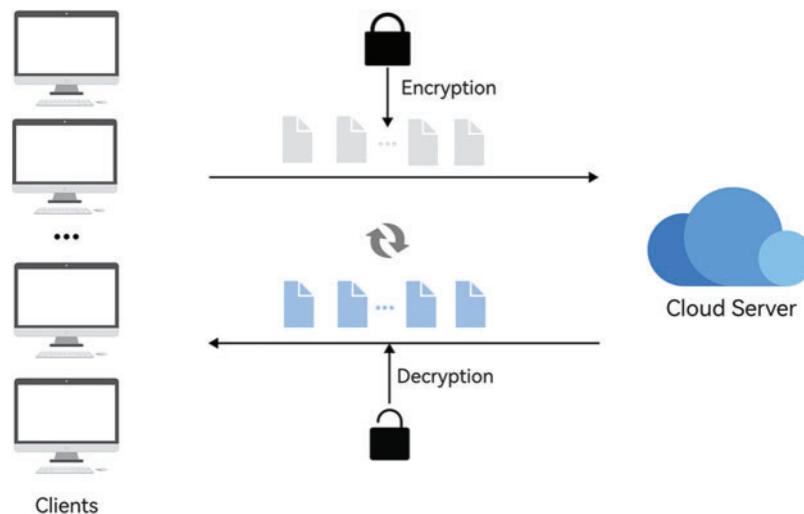 Encryption
...
...
...
Cloud Server
Decryption
Clients